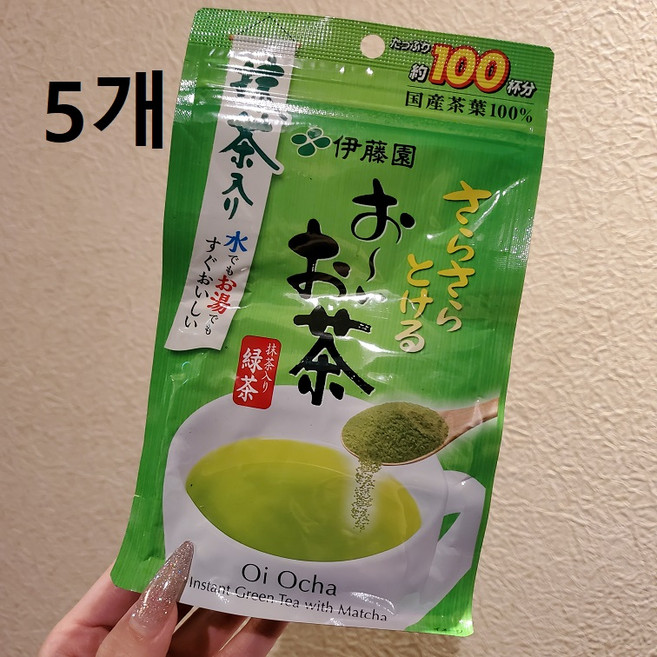 5개
たっぷり
約100杯分
国産茶葉100%
抹茶入り
水でもお湯でも
すぐおいしい
伊藤園
お〜いお茶
さらさら
とける
抹茶入り
緑茶
Oi Ocha
Instant Green Tea with Matcha